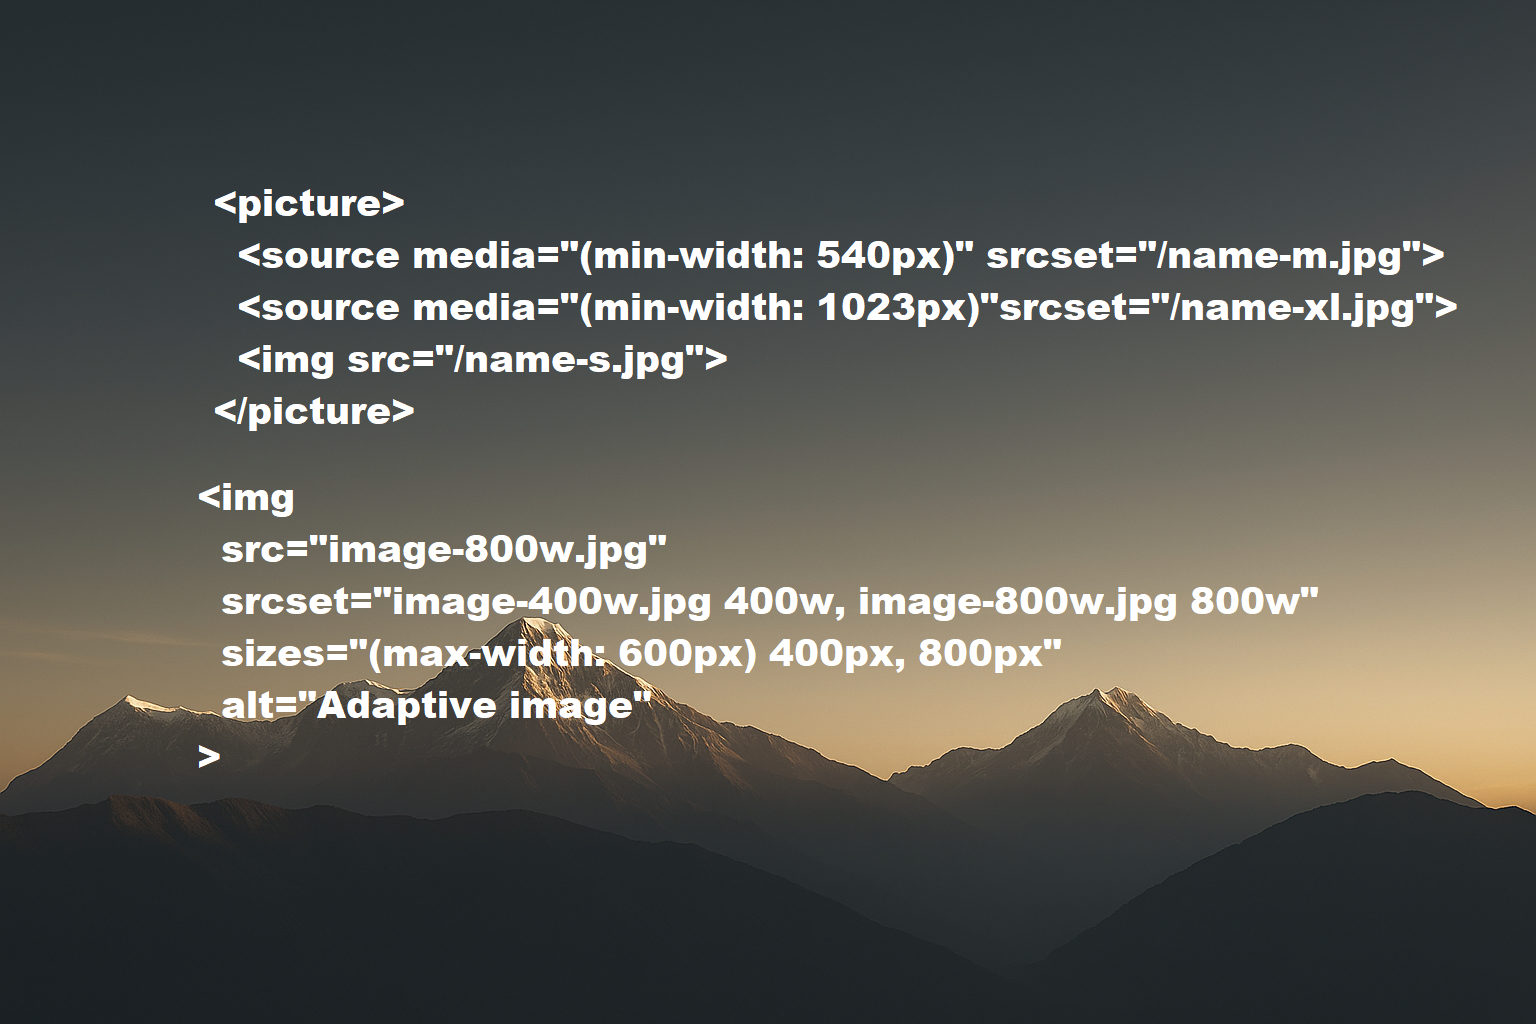 <picture>
<source media="(min-width: 540px)" srcset="/name-m.jpg">
<source media="(min-width: 1023px)"srcset="/name-xl.jpg">
<img src="/name-s.jpg">
</picture>
<img
src="image-800w.jpg"
srcset="image-400w.jpg 400w, image-800w.jpg 800w"
sizes="(max-width: 600px) 400px, 800px"
alt="Adaptive image"
>